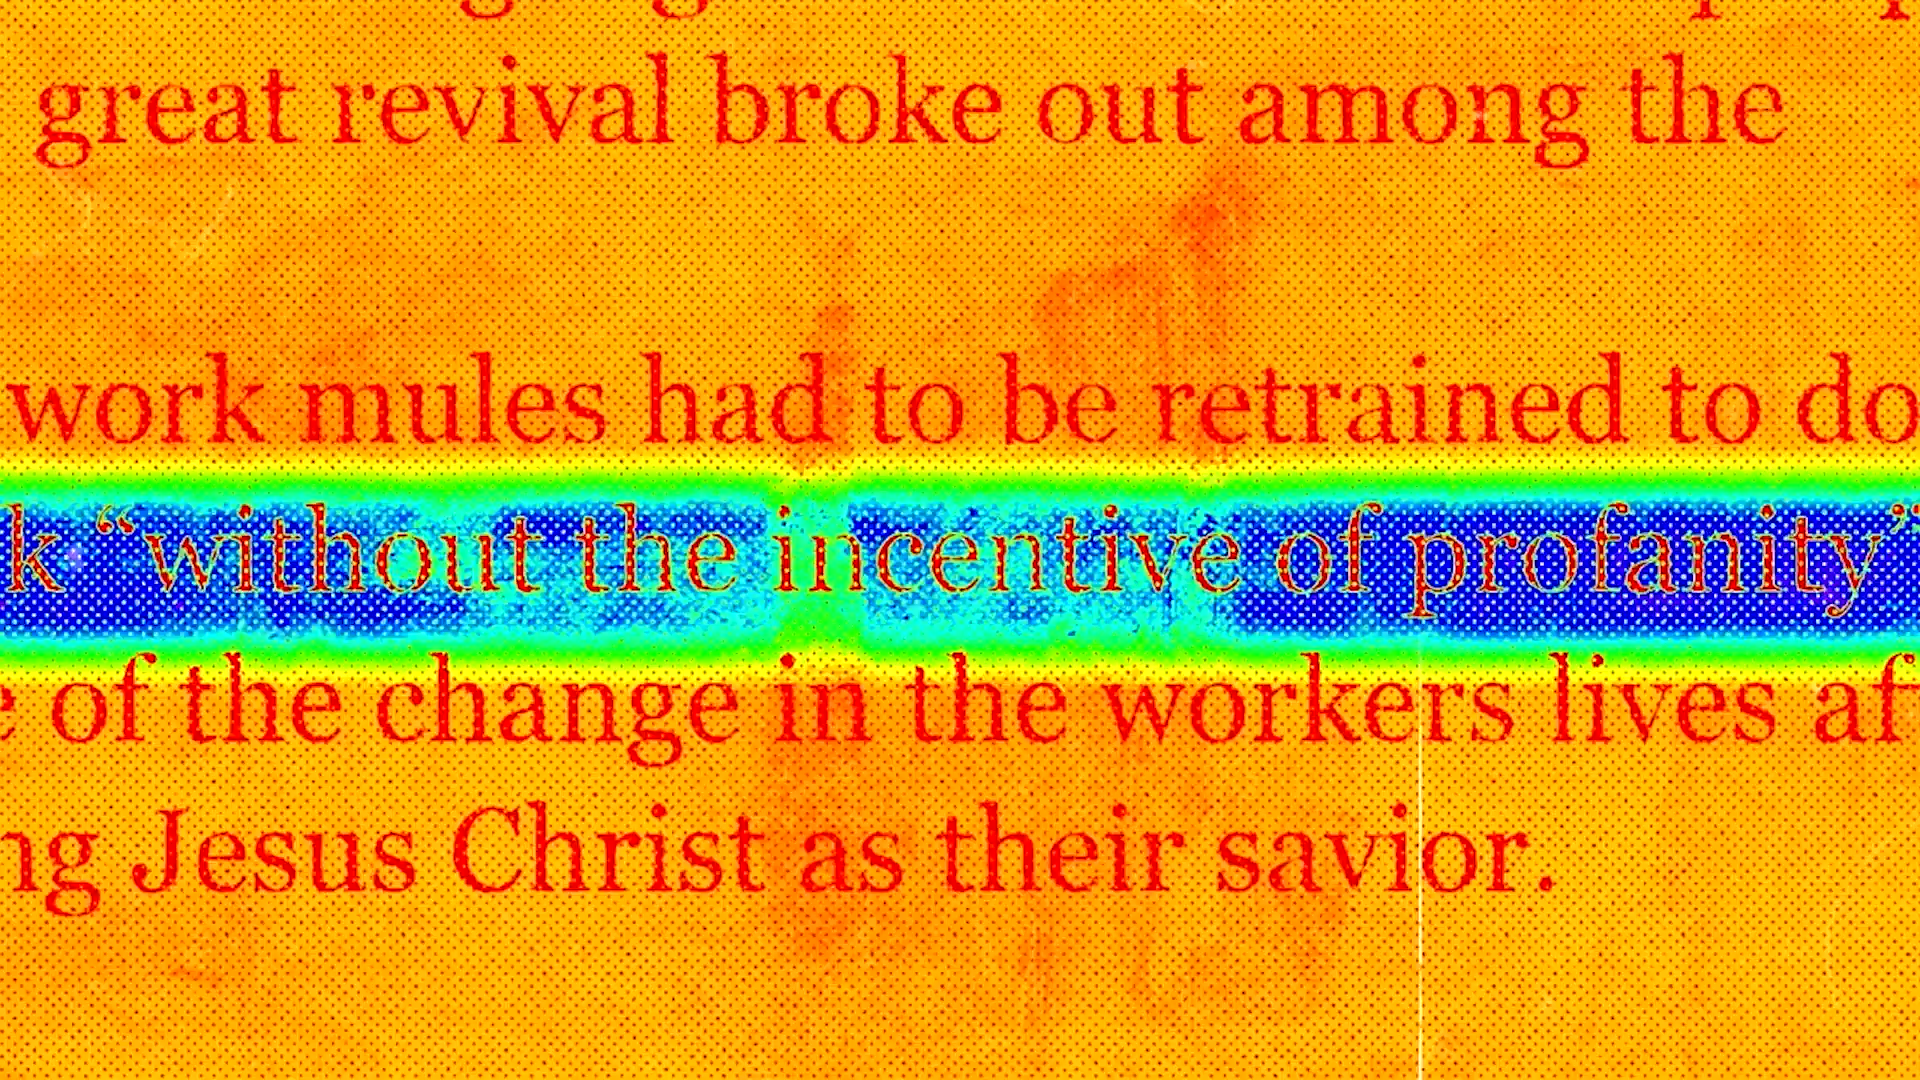 great revival broke out among the
work mules had to be retrained to do
k “without the incentive of profanity”
e of the change in the workers lives af
ng Jesus Christ as their savior.